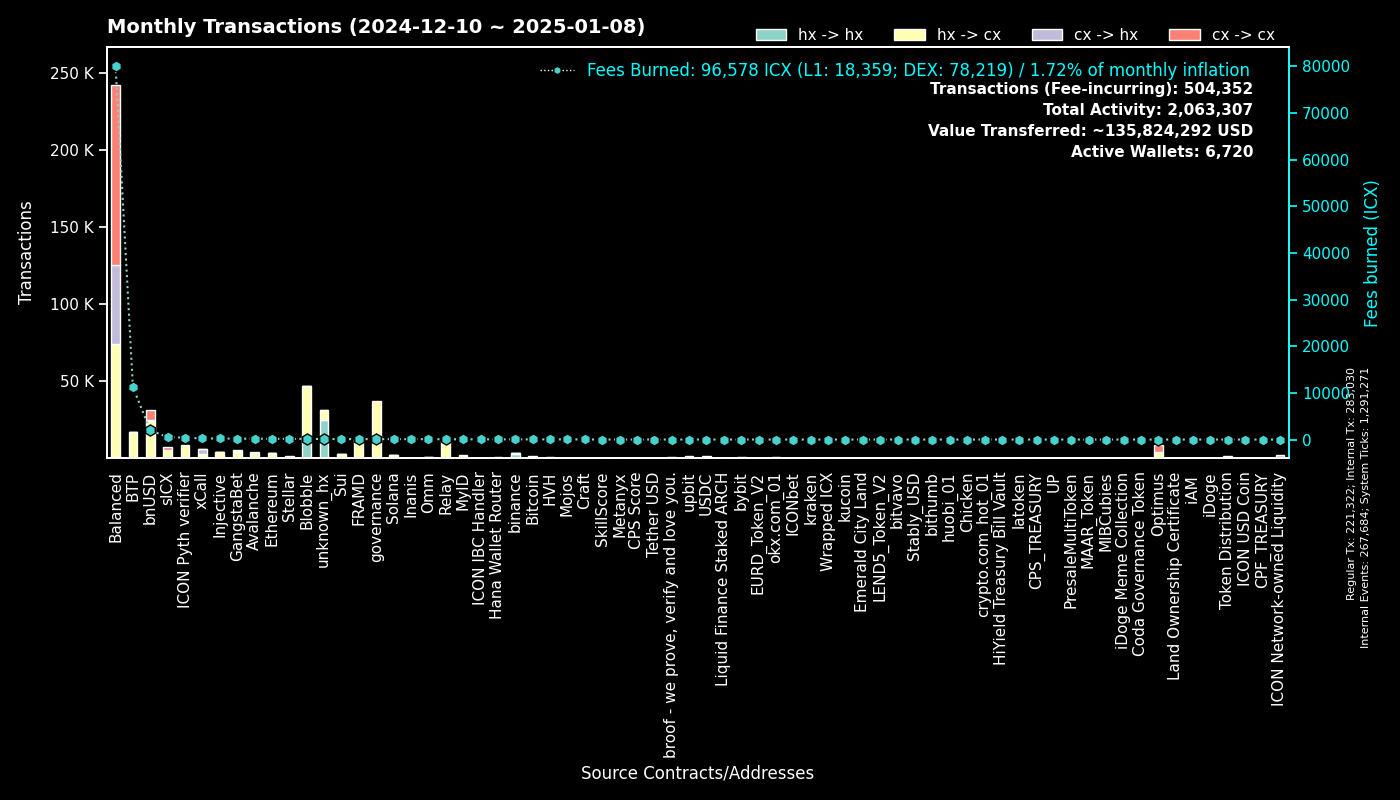 Monthly Transactions (2024-12-10 ~ 2025-01-08)
hx -> hx
hx -> cx
cx -> hx
cx -> cx
Fees Burned: 96,578 ICX (L1: 18,359; DEX: 78,219) / 1.72% of monthly inflation
Transactions (Fee-incurring): 504,352
Total Activity: 2,063,307
Value Transferred: ~135,824,292 USD
Active Wallets: 6,720
Transactions
250 K
200 K
150 K
100 K
50 K
80000
70000
60000
50000
40000
30000
20000
10000
0
Fees burned (ICX)
Regular Tx: 221,322; Internal Tx: 283,030
Internal Events: 267,684; System Ticks: 1,291,271
Balanced
BTP
bnUSD
sICX
ICON Pyth verifier
xCall
Injective
GangstaBet
Avalanche
Ethereum
Stellar
Blobble
unknown_hx
Sui
FRAMD
governance
Solana
Inanis
Omm
Relay
MyID
ICON IBC Handler
Hana Wallet Router
binance
Bitcoin
HVH
Mojos
Craft
SkillScore
Metanyx
CPS Score
Tether USD
broof - we prove, verify and love you.
upbit
USDC
Liquid Finance Staked ARCH
bybit
EURD_Token_V2
okx.com_01
ICONbet
kraken
Wrapped ICX
kucoin
Emerald City Land
LEND5_Token_V2
bitvavo
Stably_USD
bithumb
huobi_01
Chicken
crypto.com_hot_01
HiYield Treasury Bill Vault
latoken
CPS_TREASURY
UP
PresaleMultiToken
MAAR_Token
MIBCubies
iDoge Meme Collection
Coda Governance Token
Optimus
Land Ownership Certificate
iAM
iDoge
Token Distribution
ICON USD Coin
CPF_TREASURY
ICON Network-owned Liquidity
Source Contracts/Addresses